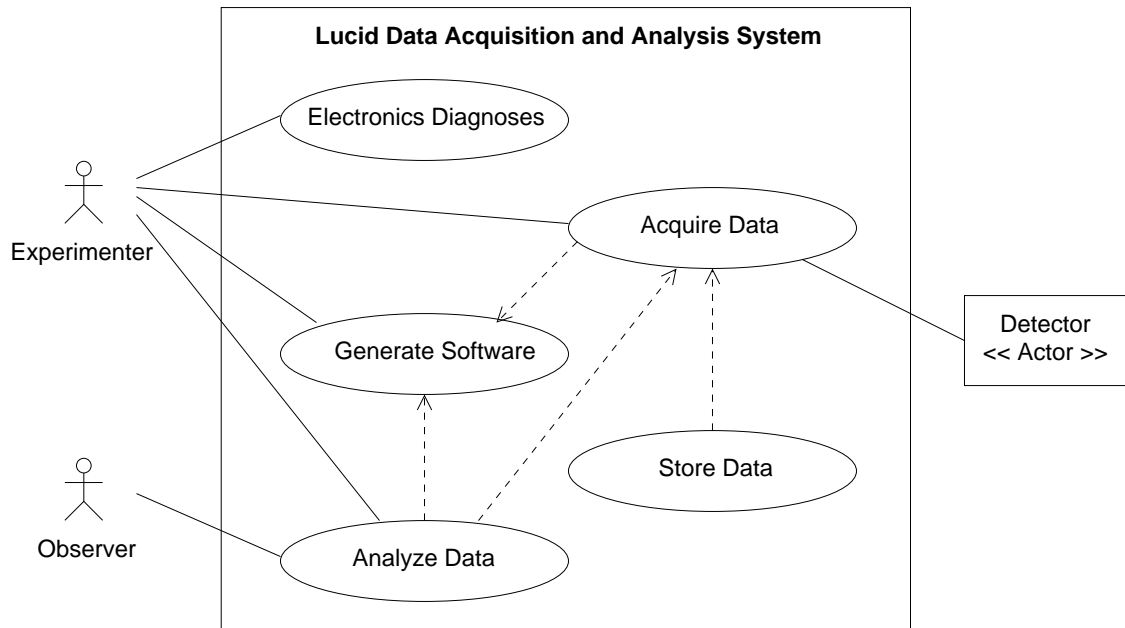 Lucid Data Acquisition and Analysis System
Electronics Diagnoses
Experimenter
Acquire Data
Generate Software
Detector
<< Actor >>
Store Data
Observer
Analyze Data